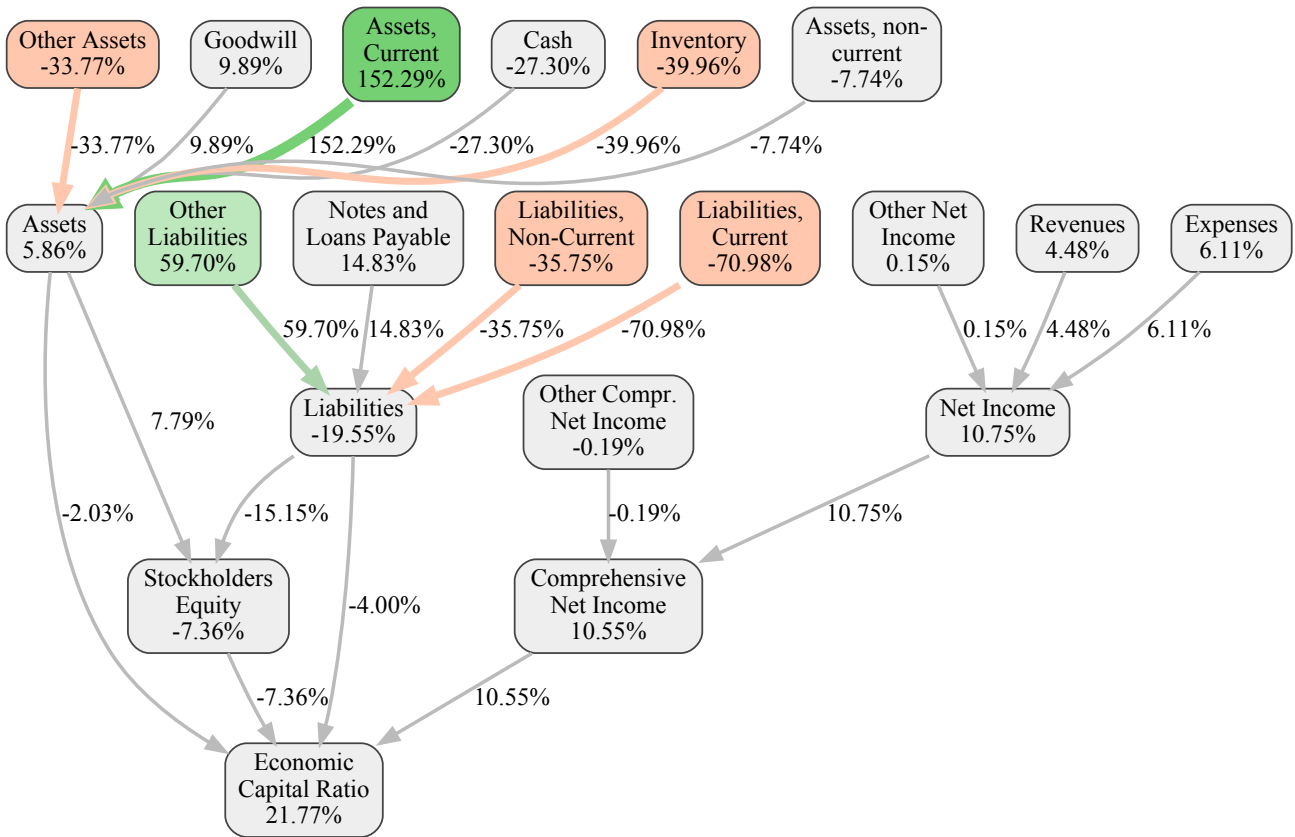 Other Assets
-33.77%
Goodwill
9.89%
Assets,
Current
152.29%
Cash
-27.30%
Inventory
-39.96%
Assets, non-
current
-7.74%
-33.77%
9.89%
152.29%
-27.30%
-39.96%
-7.74%
Assets
5.86%
Other
Liabilities
59.70%
Notes and
Loans Payable
14.83%
Liabilities,
Non-Current
-35.75%
Liabilities,
Current
-70.98%
Other Net
Income
0.15%
Revenues
4.48%
Expenses
6.11%
59.70%
14.83%
-35.75%
-70.98%
0.15%
4.48%
6.11%
7.79%
Liabilities
-19.55%
Other Compr.
Net Income
-0.19%
Net Income
10.75%
-2.03%
-15.15%
-0.19%
10.75%
Stockholders
Equity
-7.36%
-4.00%
Comprehensive
Net Income
10.55%
-7.36%
10.55%
Economic
Capital Ratio
21.77%